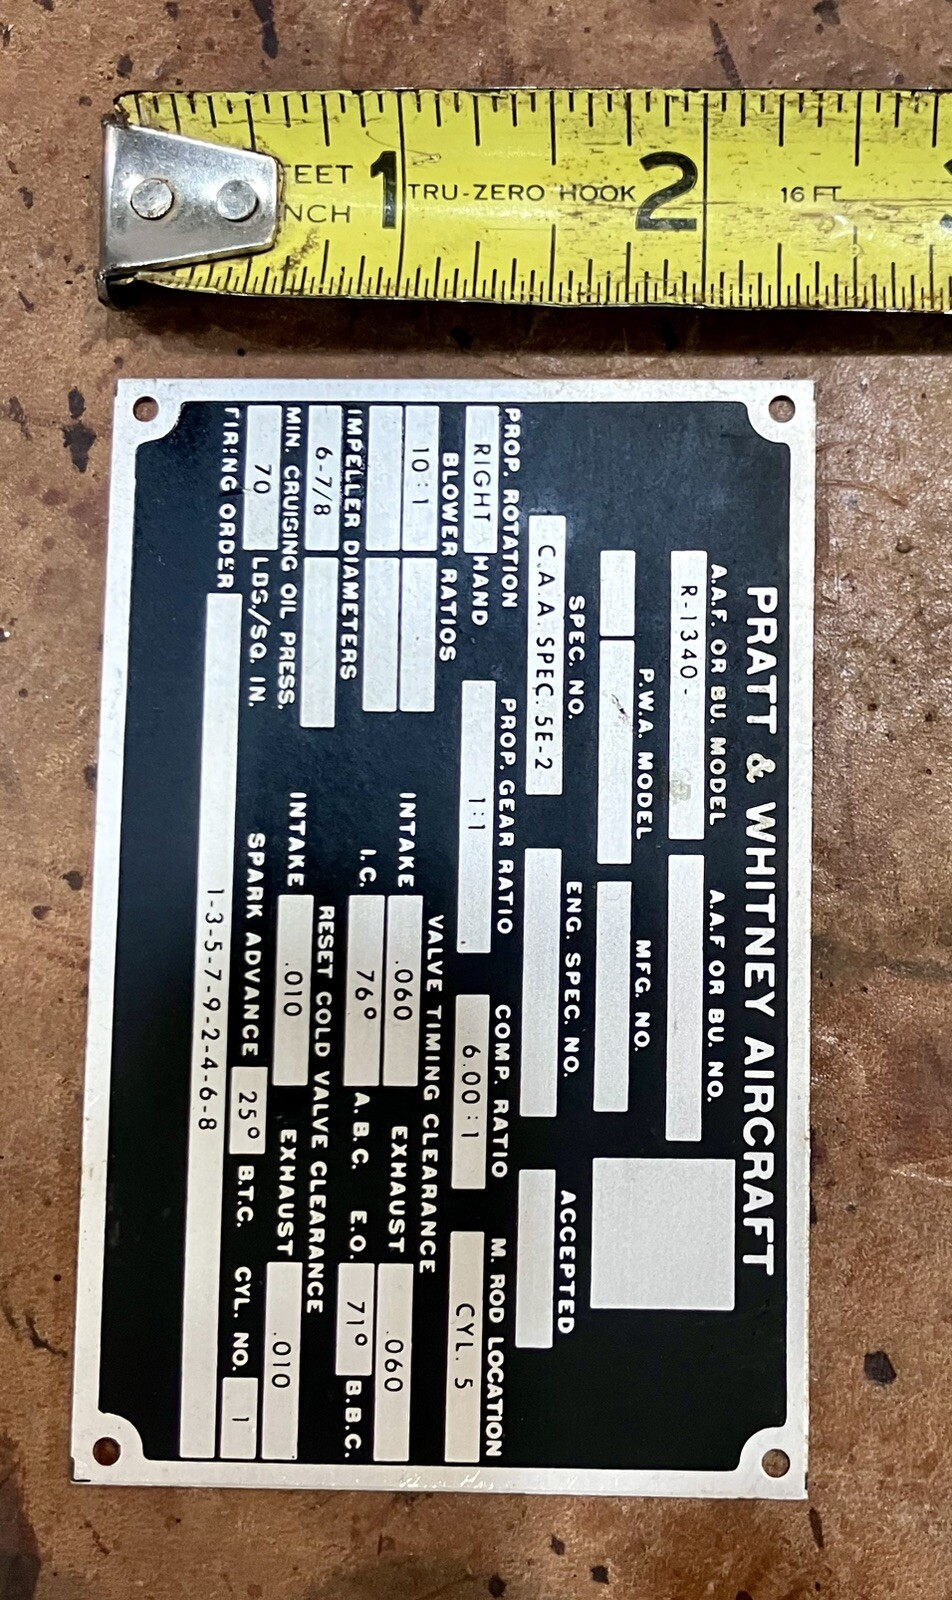 FEET 1 TRU-ZERO HOOK 2 16 FT.
INCH
PRATT & WHITNEY AIRCRAFT
A.A.F. OR BU. MODEL A.A.F OR BU. NO.
R-1340-
P.W.A. MODEL MFG. NO.
SPEC. NO. ENG. SPEC. NO. ACCEPTED
C.A.A. SPEC. 5E-2
PROP. ROTATION PROP. GEAR RATIO COMP. RATIO M. ROD LOCATION
RIGHT HAND 1:1 6.00:1 CYL. 5
BLOWER RATIOS VALVE TIMING CLEARANCE
10:1 INTAKE .060 EXHAUST .060
I.C. 76° A.B.C. E.O. 71° B.B.C.
IMPELLER DIAMETERS RESET COLD VALVE CLEARANCE
6-7/8 INTAKE .010 EXHAUST .010
MIN. CRUISING OIL PRESS.
70 LBS./SQ. IN. SPARK ADVANCE 25° B.T.C. CYL. NO. 1
FIRING ORDER 1-3-5-7-9-2-4-6-8